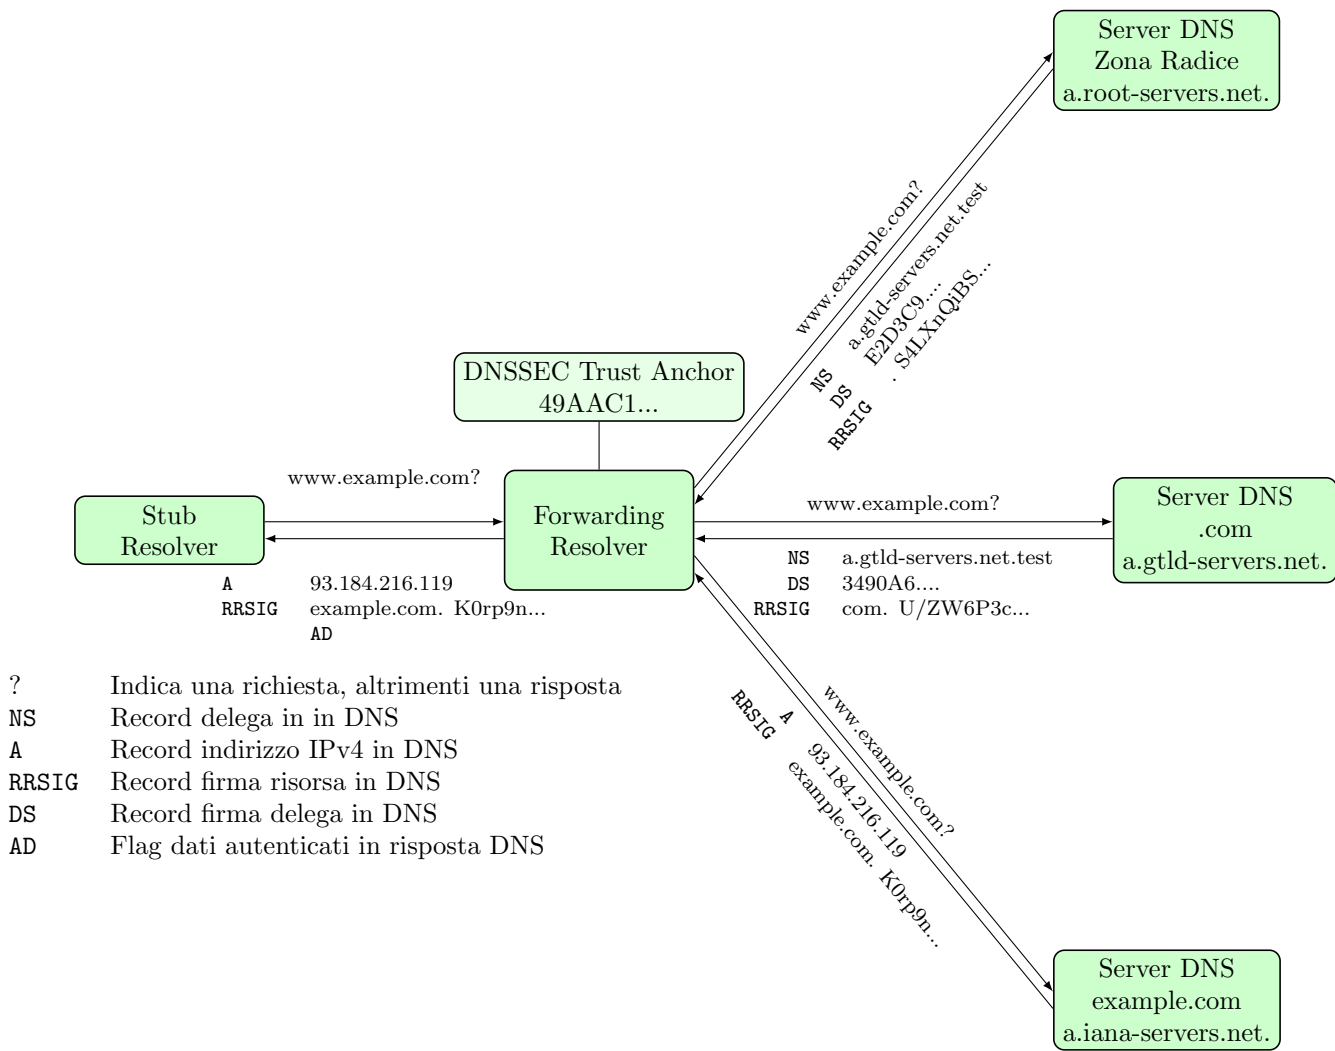 Server DNS
Zona Radice
a.root-servers.net.
www.example.com?
NS a.gtld-servers.net.test
DS E2D3C9....
RRSIG . S4LXnQiBS...
DNSSEC Trust Anchor
49AAC1...
www.example.com?
Stub
Resolver
Forwarding
Resolver
www.example.com?
Server DNS
.com
a.gtld-servers.net.
A 93.184.216.119
RRSIG example.com. K0rp9n...
AD
NS a.gtld-servers.net.test
DS 3490A6....
RRSIG com. U/ZW6P3c...
www.example.com?
A 93.184.216.119
RRSIG example.com. K0rp9n...
? Indica una richiesta, altrimenti una risposta
NS Record delega in in DNS
A Record indirizzo IPv4 in DNS
RRSIG Record firma risorsa in DNS
DS Record firma delega in DNS
AD Flag dati autenticati in risposta DNS
Server DNS
example.com
a.iana-servers.net.